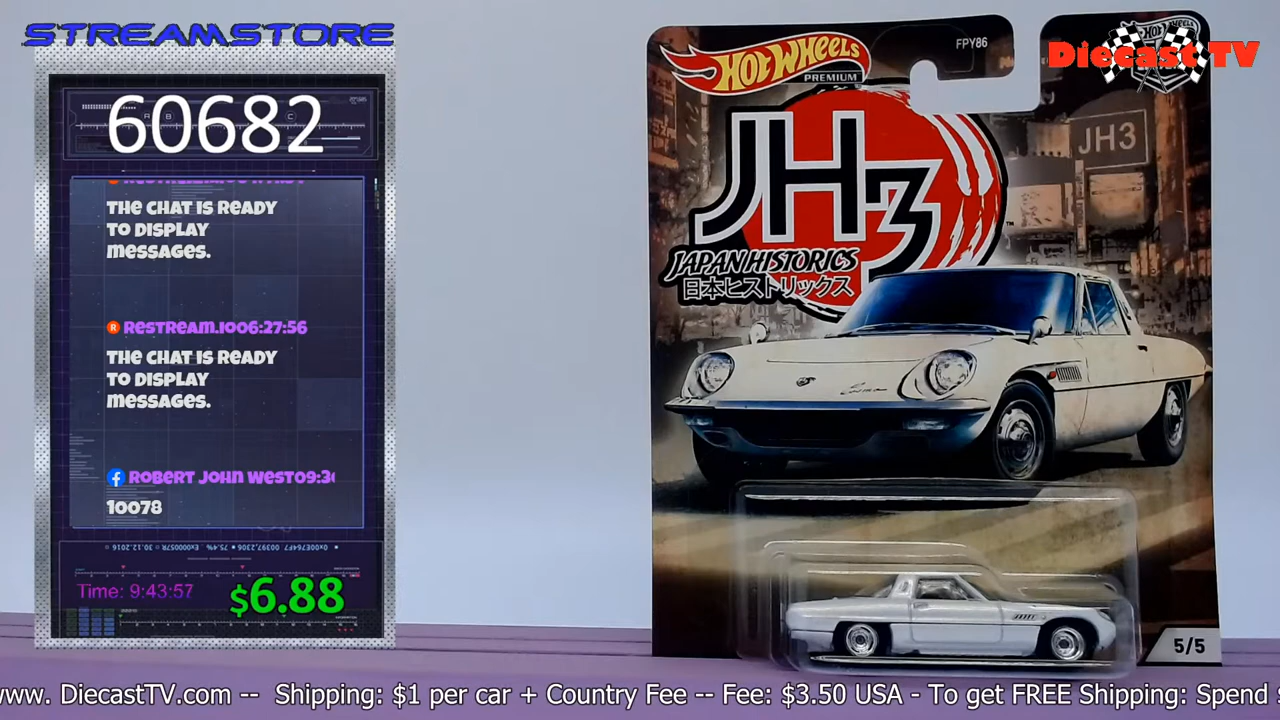 STREAMSTORE
60682
THE CHAT IS READY
TO DISPLAY
MESSAGES.
RESTREAM.IO06:27:56
THE CHAT IS READY
TO DISPLAY
MESSAGES.
ROBERT JOHN WEST09:3
10078
Time: 9:43:57
$6.88
HOT WHEELS
PREMIUM
FPY86
Diecast TV
JH3
JH3
JAPAN HISTORICS
日本ヒストリックス
5/5
www. DiecastTV.com -- Shipping: $1 per car + Country Fee -- Fee: $3.50 USA - To get FREE Shipping: Spend